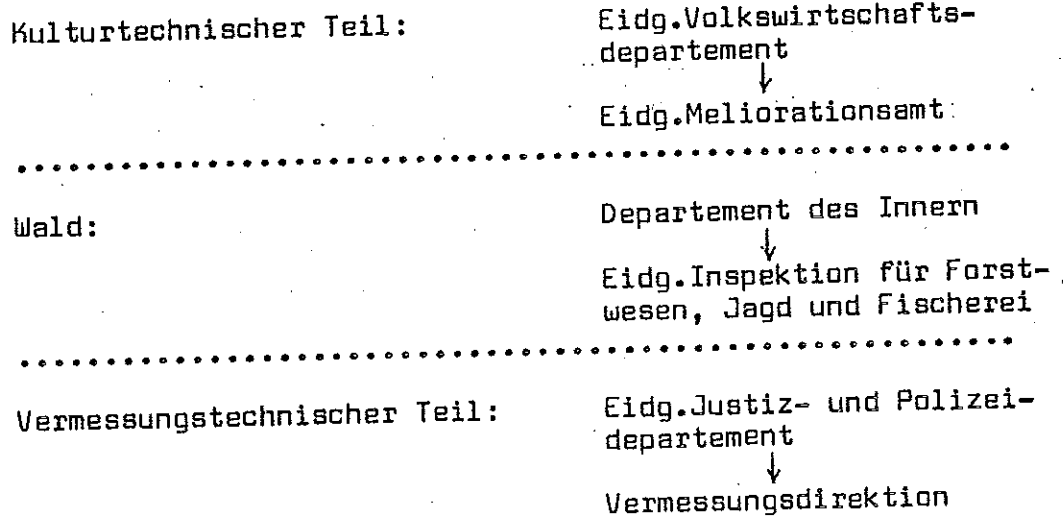 Kulturtechnischer Teil: Eidg.Volkswirtschafts-
departement
↓
Eidg.Meliorationsamt
Wald: Departement des Innern
↓
Eidg.Inspektion für Forst-
wesen, Jagd und Fischerei
Vermessungstechnischer Teil: Eidg.Justiz- und Polizei-
departement
↓
Vermessungsdirektion